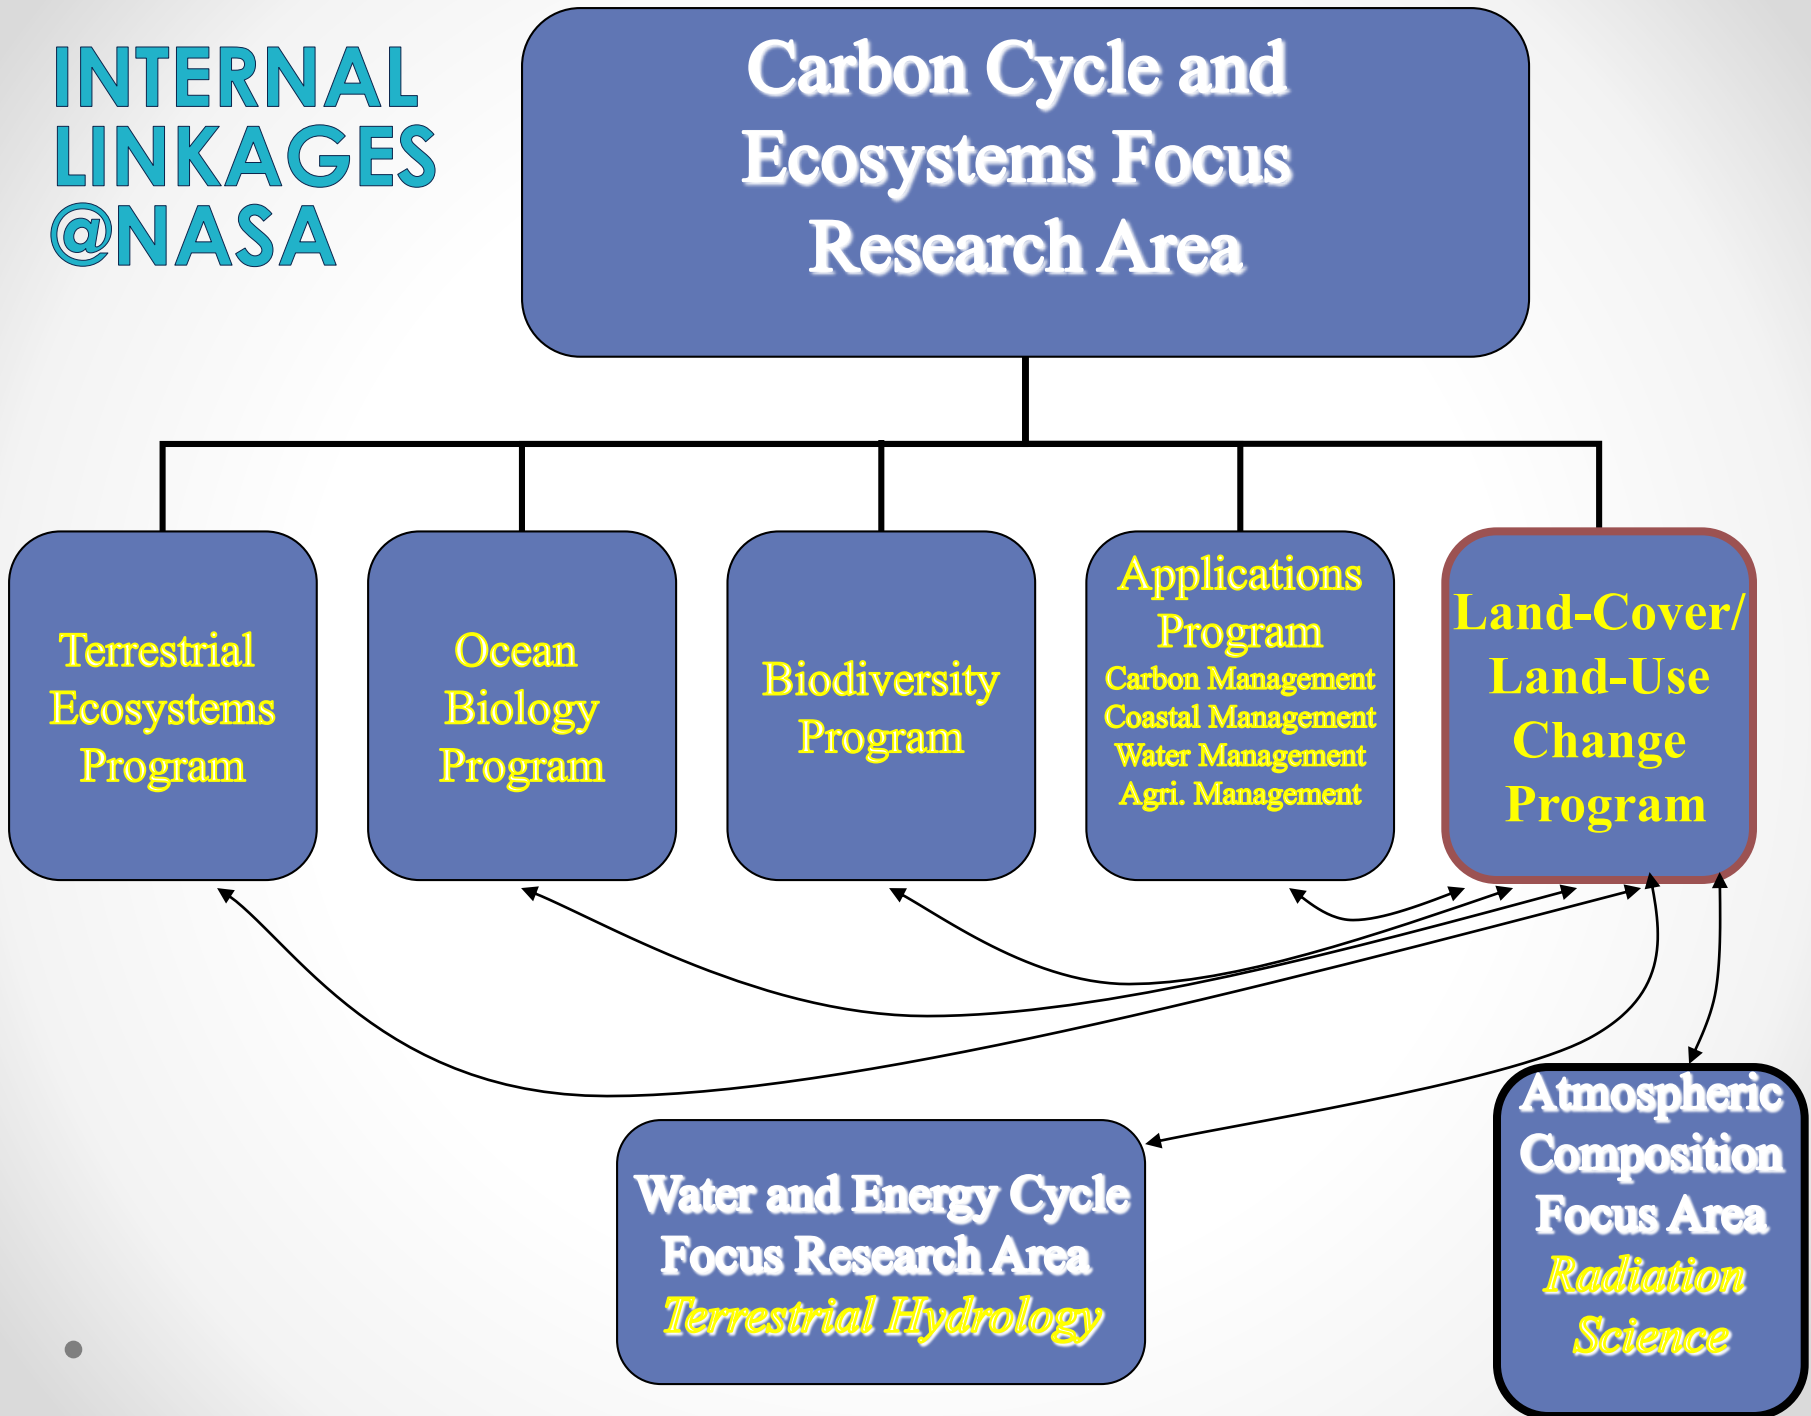 INTERNAL
LINKAGES
@NASA
Carbon Cycle and
Ecosystems Focus
Research Area
Terrestrial
Ecosystems
Program
Ocean
Biology
Program
Biodiversity
Program
Applications
Program
Carbon Management
Coastal Management
Water Management
Agri. Management
Land-Cover/
Land-Use
Change
Program
Water and Energy Cycle
Focus Research Area
Terrestrial Hydrology
Atmospheric
Composition
Focus Area
Radiation
Science